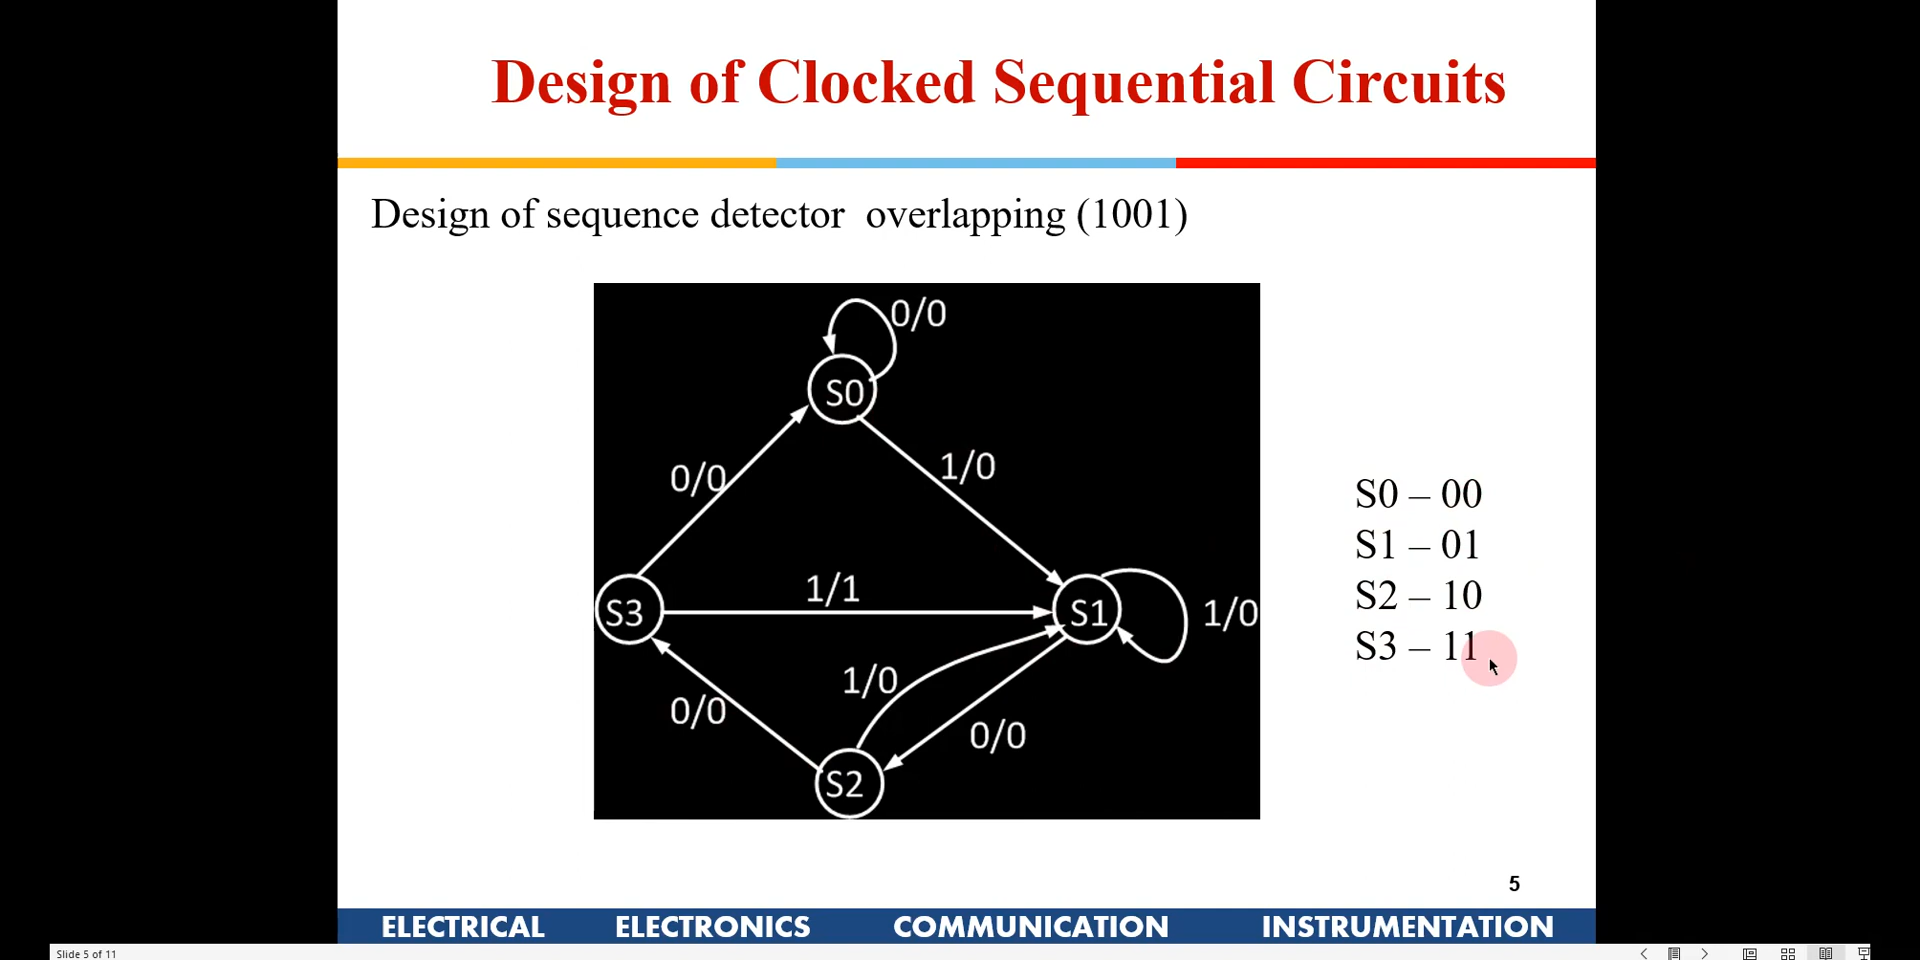 Design of Clocked Sequential Circuits
Design of sequence detector overlapping (1001)
0/0
S0
0/0
1/0
S3
1/1
S1
1/0
1/0
0/0
0/0
S2
S0 – 00
S1 – 01
S2 – 10
S3 – 11
5
ELECTRICAL ELECTRONICS COMMUNICATION INSTRUMENTATION
Slide 5 of 11